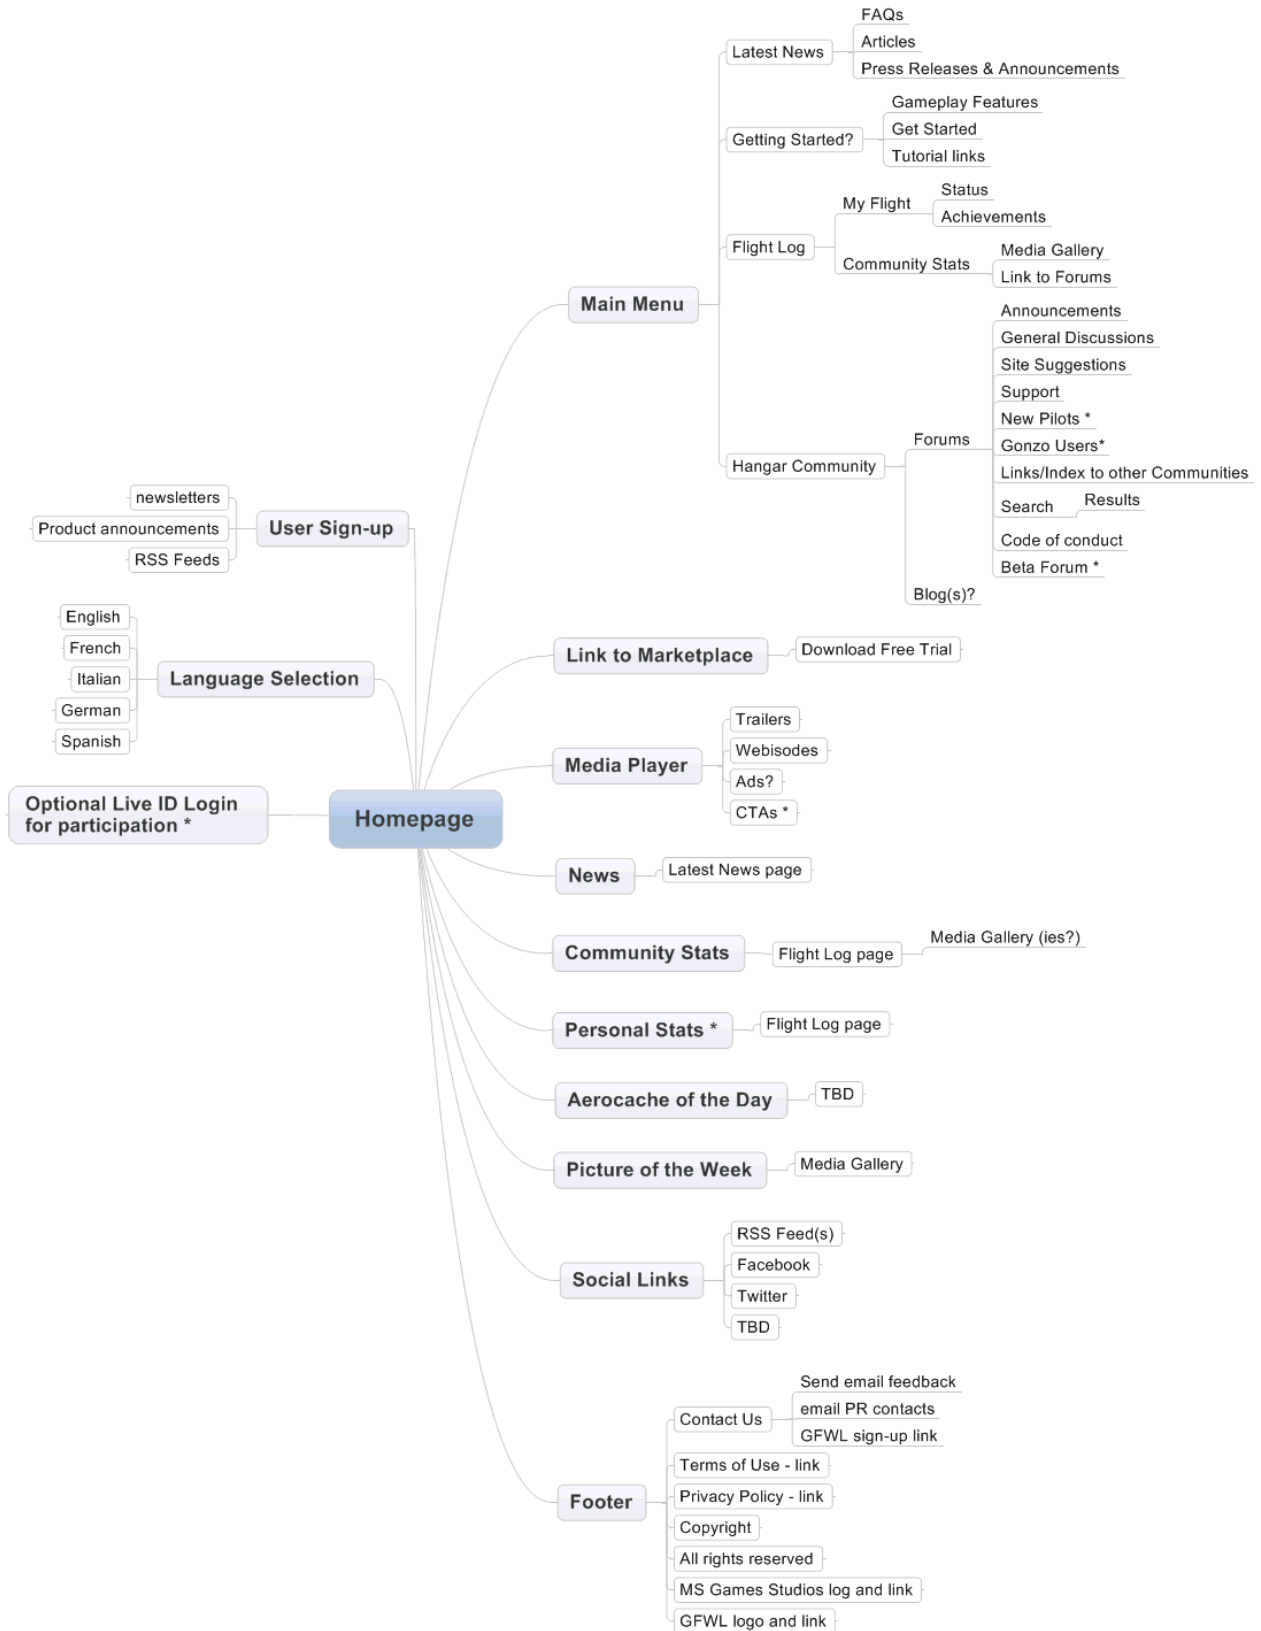 FAQs
Articles
Press Releases & Announcements
Latest News
Gameplay Features
Get Started
Tutorial links
Getting Started?
Status
Achievements
My Flight
Flight Log
Media Gallery
Link to Forums
Community Stats
Main Menu
Announcements
General Discussions
Site Suggestions
Support
New Pilots *
Gonzo Users*
Links/Index to other Communities
Search
Results
Code of conduct
Beta Forum *
Forums
Hangar Community
Blog(s)?
newsletters
Product announcements
RSS Feeds
User Sign-up
English
French
Italian
German
Spanish
Language Selection
Optional Live ID Login
for participation *
Homepage
Link to Marketplace
Download Free Trial
Media Player
Trailers
Webisodes
Ads?
CTAs *
News
Latest News page
Community Stats
Flight Log page
Media Gallery (ies?)
Personal Stats *
Flight Log page
Aerocache of the Day
TBD
Picture of the Week
Media Gallery
Social Links
RSS Feed(s)
Facebook
Twitter
TBD
Footer
Contact Us
Send email feedback
email PR contacts
GFWL sign-up link
Terms of Use - link
Privacy Policy - link
Copyright
All rights reserved
MS Games Studios log and link
GFWL logo and link